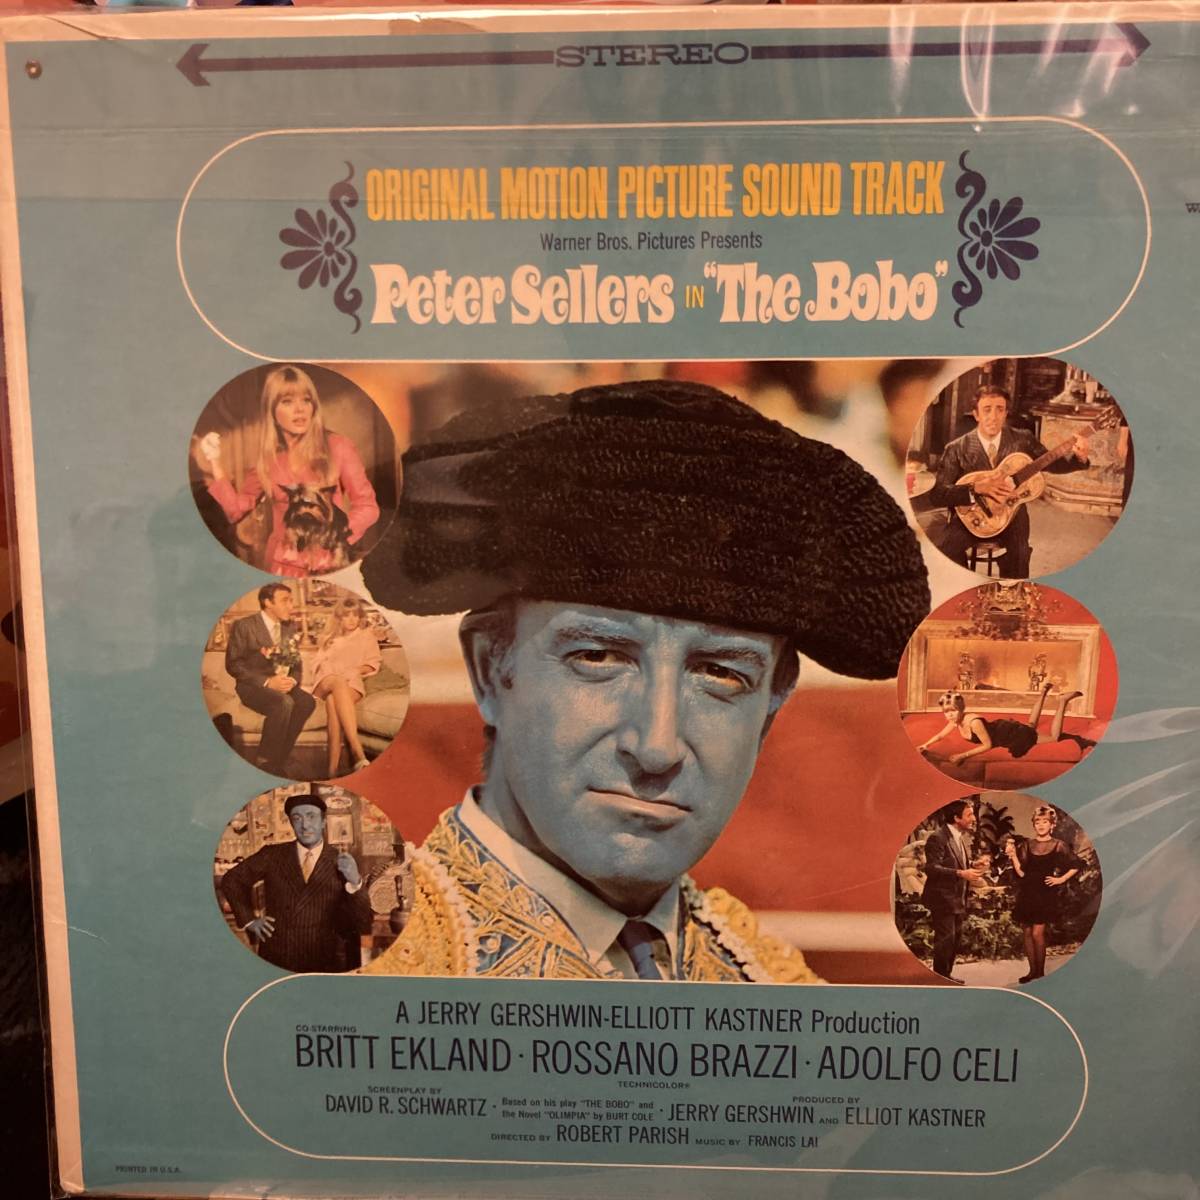 STEREO
ORIGINAL MOTION PICTURE SOUND TRACK
Warner Bros. Pictures Presents
Peter Sellers IN "The Bobo"
A JERRY GERSHWIN-ELLIOTT KASTNER Production
CO-STARRING
BRITT EKLAND · ROSSANO BRAZZI · ADOLFO CELI
TECHNICOLOR®
SCREENPLAY BY
DAVID R. SCHWARTZ · Based on his play "THE BOBO" and
the Novel "OLIMPIA" by BURT COLE ·
PRODUCED BY
JERRY GERSHWIN AND ELLIOT KASTNER
DIRECTED BY ROBERT PARISH MUSIC BY FRANCIS LAI
PRINTED IN U.S.A.